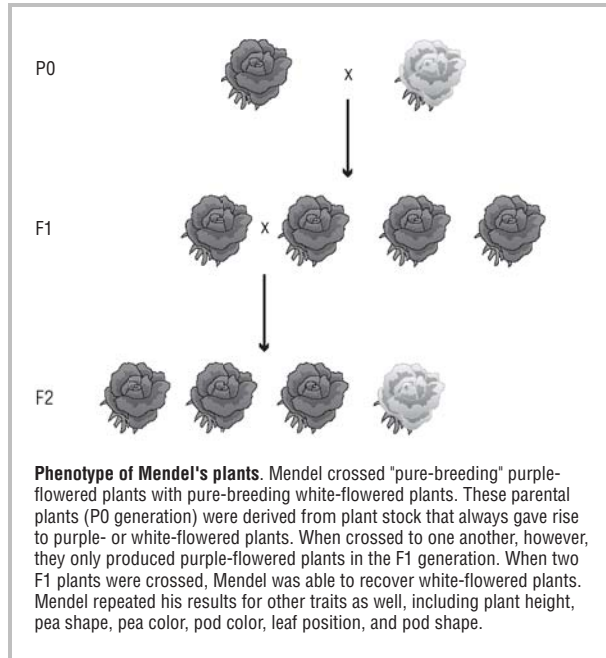 P0
x
F1
x
F2
Phenotype of Mendel's plants. Mendel crossed "pure-breeding" purple-
flowered plants with pure-breeding white-flowered plants. These parental
plants (P0 generation) were derived from plant stock that always gave rise
to purple- or white-flowered plants. When crossed to one another, however,
they only produced purple-flowered plants in the F1 generation. When two
F1 plants were crossed, Mendel was able to recover white-flowered plants.
Mendel repeated his results for other traits as well, including plant height,
pea shape, pea color, pod color, leaf position, and pod shape.